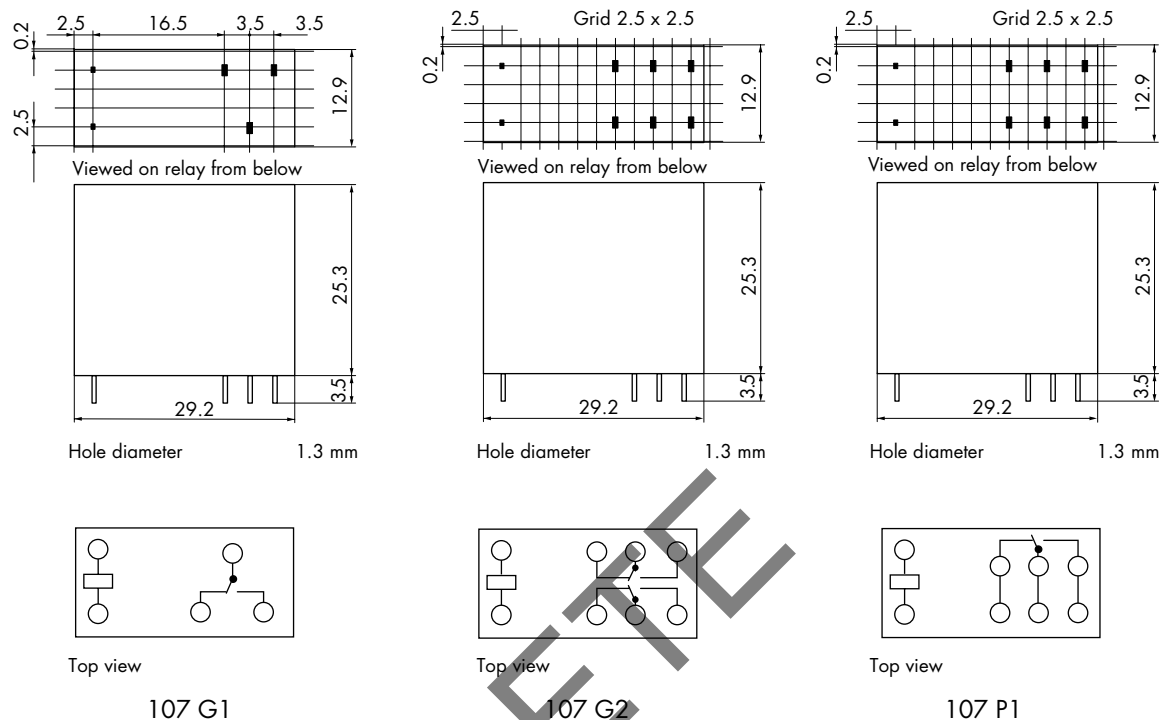 2.5 16.5 3.5 3.5
0.2
2.5
12.9
Viewed on relay from below
25.3
3.5
29.2
Hole diameter 1.3 mm
Top view
107 G1
2.5 Grid 2.5 x 2.5
0.2
12.9
Viewed on relay from below
25.3
3.5
29.2
Hole diameter 1.3 mm
Top view
107 G2
2.5 Grid 2.5 x 2.5
0.2
12.9
Viewed on relay from below
25.3
3.5
29.2
Hole diameter 1.3 mm
Top view
107 P1
ETE